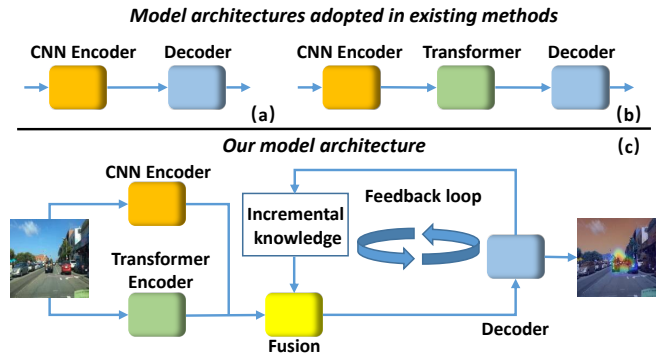 Model architectures adopted in existing methods
CNN Encoder
Decoder
(a)
CNN Encoder
Transformer
Decoder
(b)
Our model architecture
(c)
CNN Encoder
Transformer
Encoder
Incremental
knowledge
Feedback loop
Fusion
Decoder